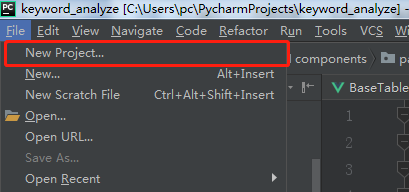 PC keyword_analyze [C:\Users\pc\PycharmProjects\keyword_analyze]
File Edit View Navigate Code Refactor Run Tools VCS
New Project...
components
New... Alt+Insert
BaseTable
New Scratch File Ctrl+Alt+Shift+Insert
1
Open...
2
Open URL...
3
Save As...
4
Open Recent